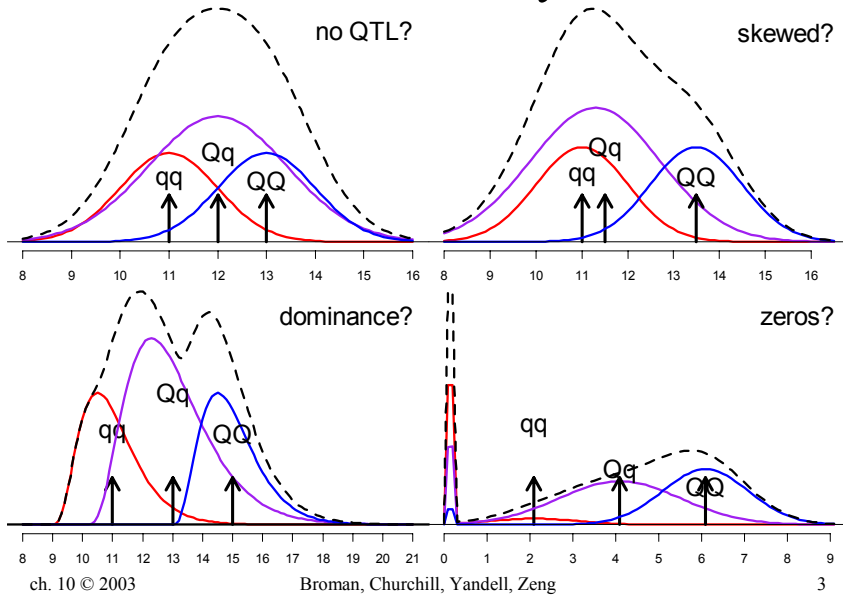 no QTL?
qq
Qq
QQ
8 9 10 11 12 13 14 15 16
skewed?
qq
Qq
QQ
8 9 10 11 12 13 14 15 16
dominance?
qq
Qq
QQ
8 9 10 11 12 13 14 15 16 17 18 19 20 21
zeros?
qq
Qq
QQ
0 1 2 3 4 5 6 7 8 9
ch. 10 © 2003
Broman, Churchill, Yandell, Zeng
3